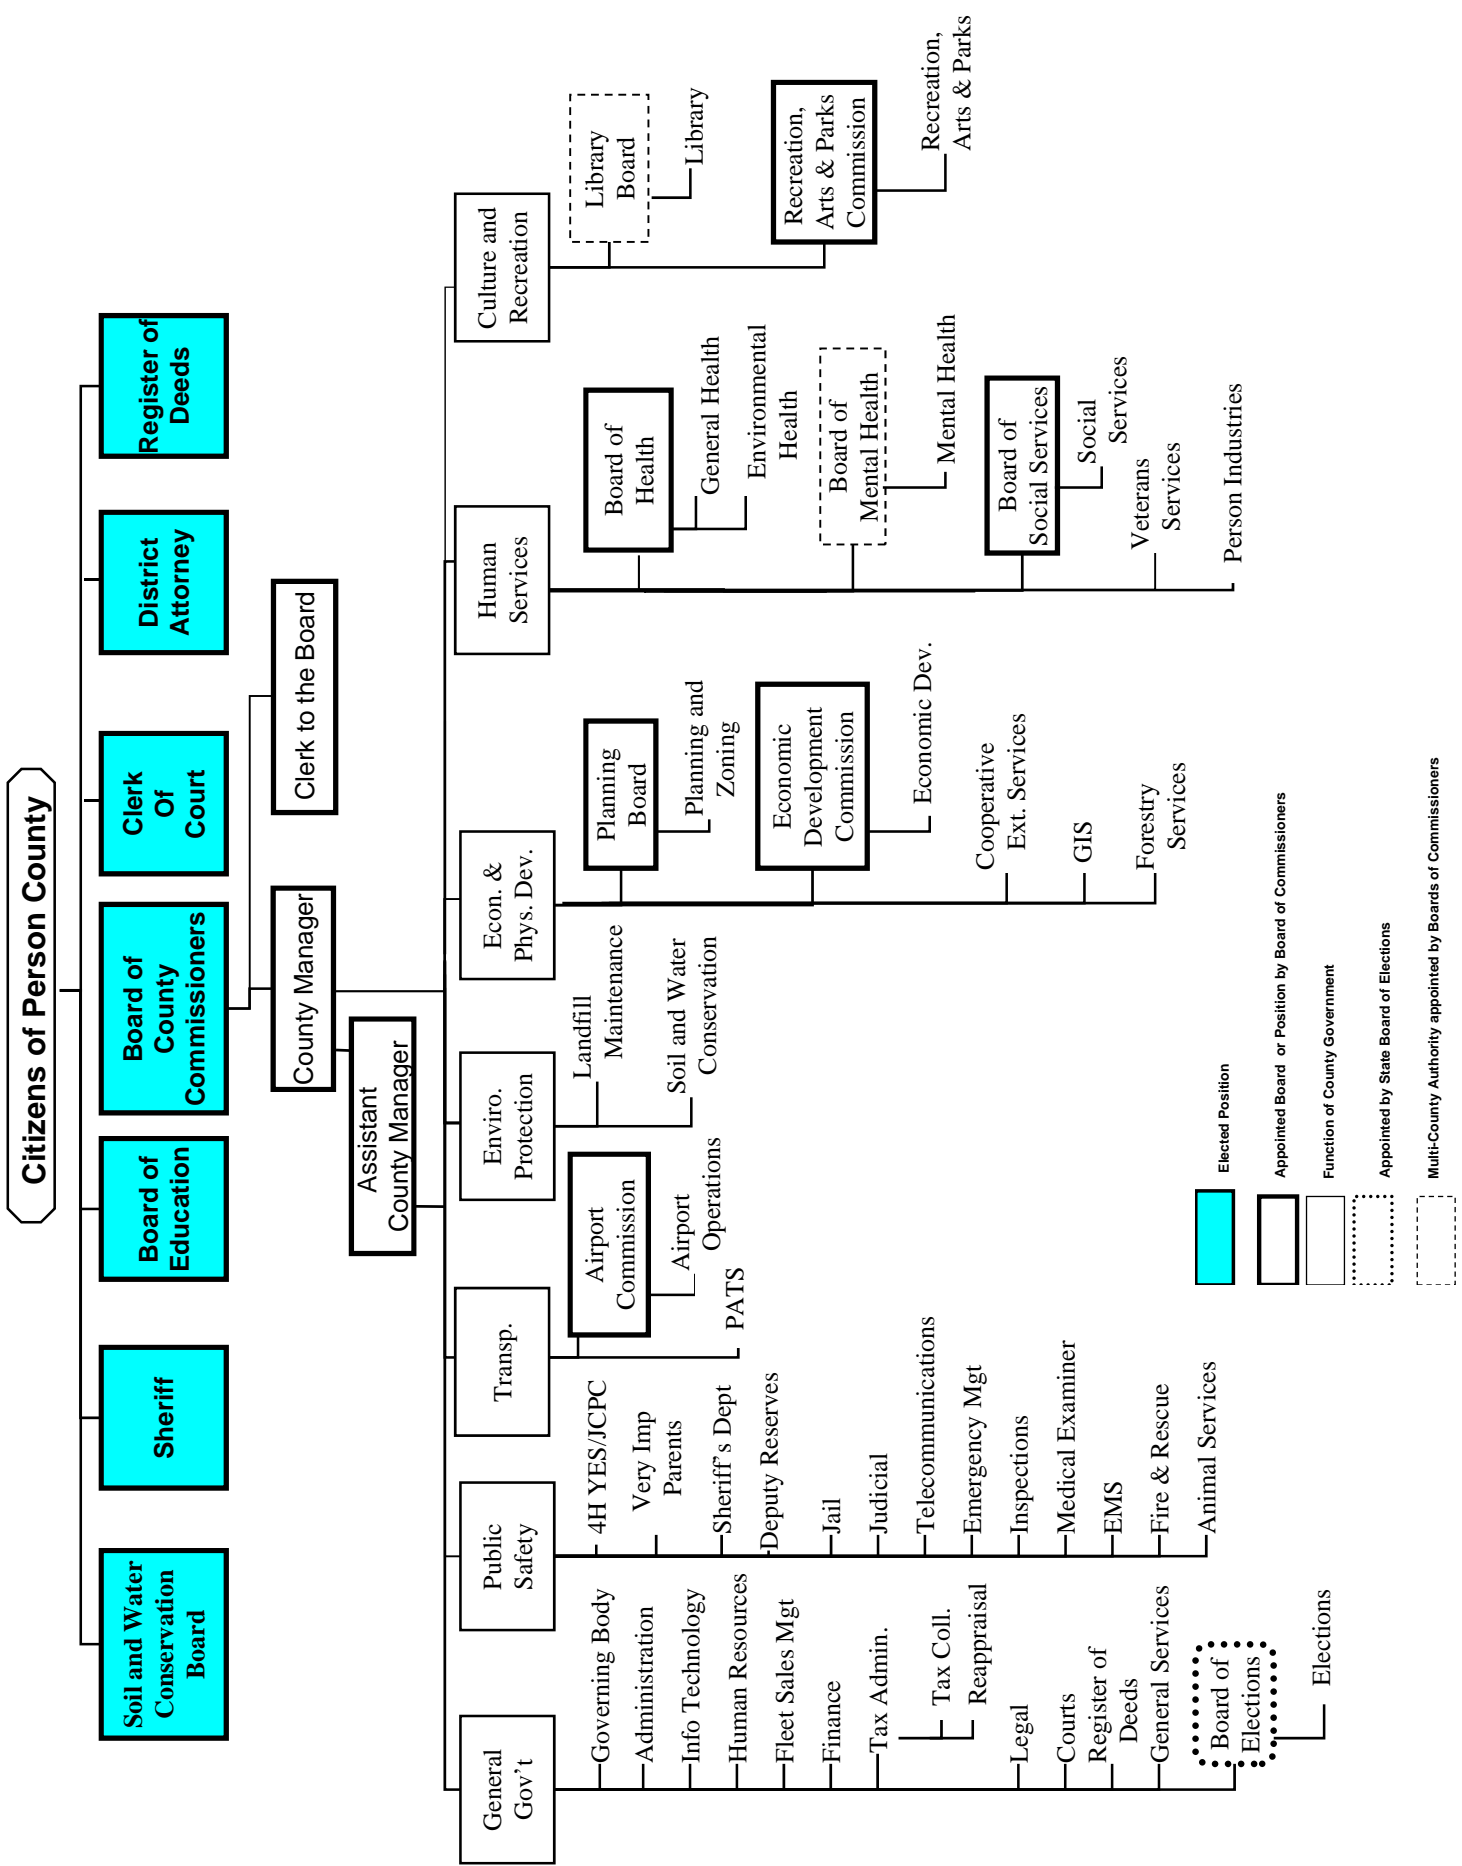 Citizens of Person County
Soil and Water
Conservation
Board
Sheriff
Board of
Education
Board of
County
Commissioners
Clerk
Of
Court
District
Attorney
Register of
Deeds
County Manager
Clerk to the Board
Assistant
County Manager
General
Gov't
Governing Body
Administration
Info Technology
Human Resources
Fleet Sales Mgt
Finance
Tax Admin.
Tax Coll.
Reappraisal
Legal
Courts
Register of
Deeds
General Services
Board of
Elections
Elections
Public
Safety
4H YES/JCPC
Very Imp
Parents
Sheriff's Dept
Deputy Reserves
Jail
Judicial
Telecommunications
Emergency Mgt
Inspections
Medical Examiner
EMS
Fire & Rescue
Animal Services
Transp.
Airport
Commission
Airport
Operations
PATS
Enviro.
Protection
Landfill
Maintenance
Soil and Water
Conservation
Econ. &
Phys. Dev.
Planning
Board
Planning and
Zoning
Economic
Development
Commission
Economic Dev.
Cooperative
Ext. Services
GIS
Forestry
Services
Human
Services
Board of
Health
General Health
Environmental
Health
Board of
Mental Health
Mental Health
Board of
Social Services
Social
Services
Veterans
Services
Person Industries
Culture and
Recreation
Library
Board
Library
Recreation,
Arts & Parks
Commission
Recreation,
Arts & Parks
Elected Position
Appointed Board or Position by Board of Commissioners
Function of County Government
Appointed by State Board of Elections
Multi-County Authority appointed by Boards of Commissioners